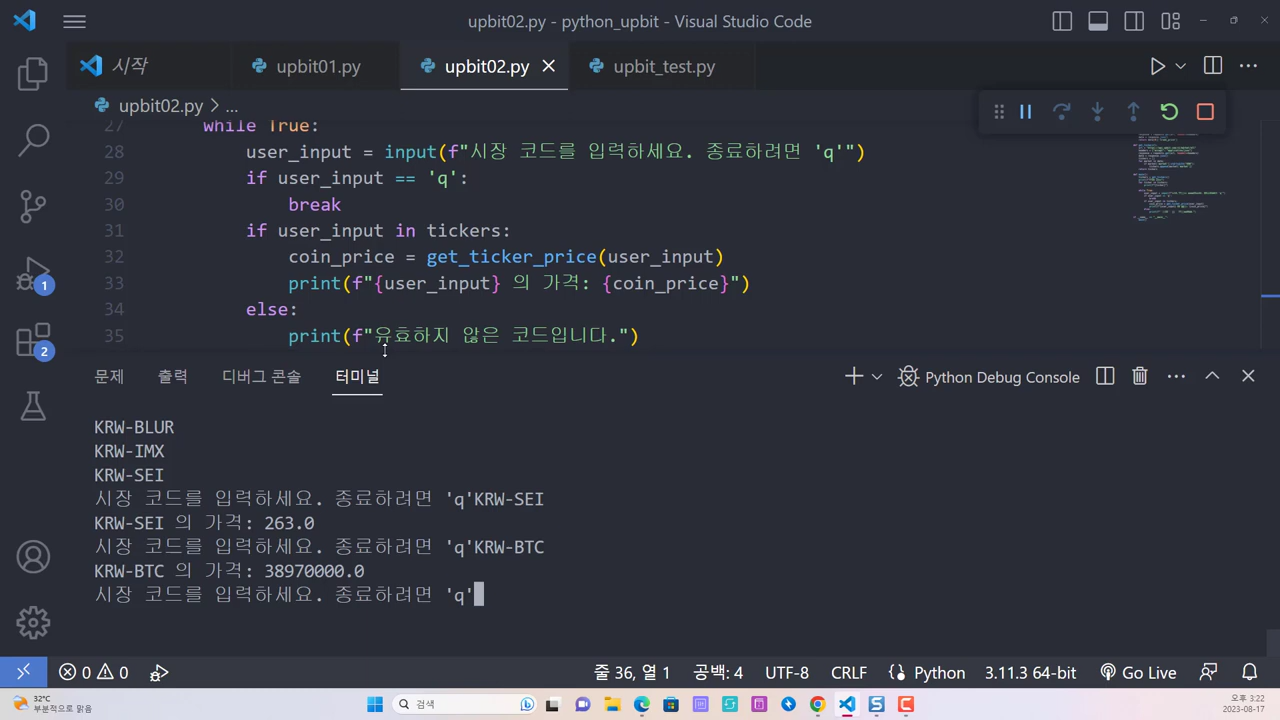 upbit02.py - python_upbit - Visual Studio Code
시작
upbit01.py
upbit02.py
upbit_test.py
upbit02.py > ...
27 while True:
28 user_input = input(f"시장 코드를 입력하세요. 종료하려면 'q'")
29 if user_input == 'q':
30 break
31 if user_input in tickers:
32 coin_price = get_ticker_price(user_input)
33 print(f"{user_input} 의 가격: {coin_price}")
34 else:
35 print(f"유효하지 않은 코드입니다.")
1
2
문제 출력 디버그 콘솔 터미널
Python Debug Console
KRW-BLUR
KRW-IMX
KRW-SEI
시장 코드를 입력하세요. 종료하려면 'q'KRW-SEI
KRW-SEI 의 가격: 263.0
시장 코드를 입력하세요. 종료하려면 'q'KRW-BTC
KRW-BTC 의 가격: 38970000.0
시장 코드를 입력하세요. 종료하려면 'q'
0 0
줄 36, 열 1 공백: 4 UTF-8 CRLF Python 3.11.3 64-bit Go Live
32°C
부분적으로 맑음
검색
오후 3:22
2023-08-17